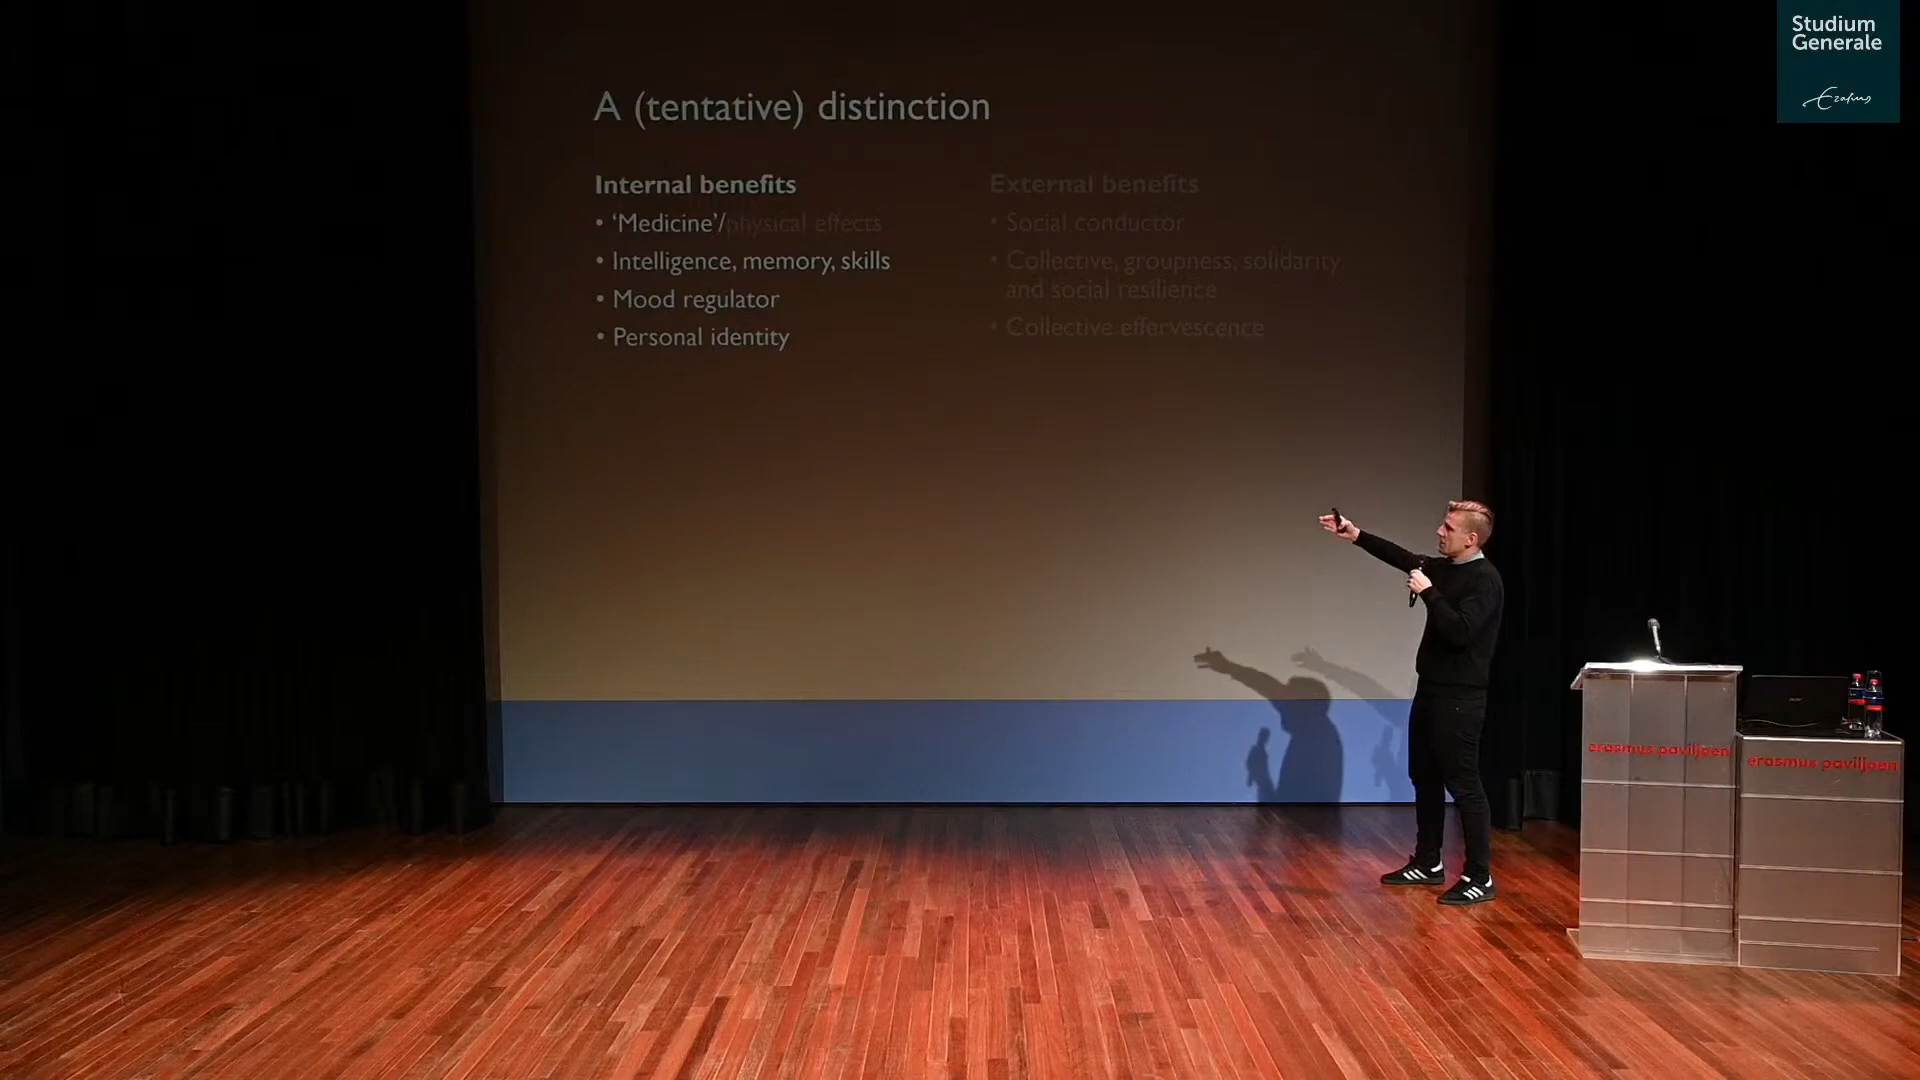 Studium
Generale
Erasmus
A (tentative) distinction
Internal benefits
• ‘Medicine’/physical effects
• Intelligence, memory, skills
• Mood regulator
• Personal identity
External benefits
• Social conductor
• Collective, groupness, solidarity
and social resilience
• Collective effervescence
erasmus paviljoen
erasmus paviljoen